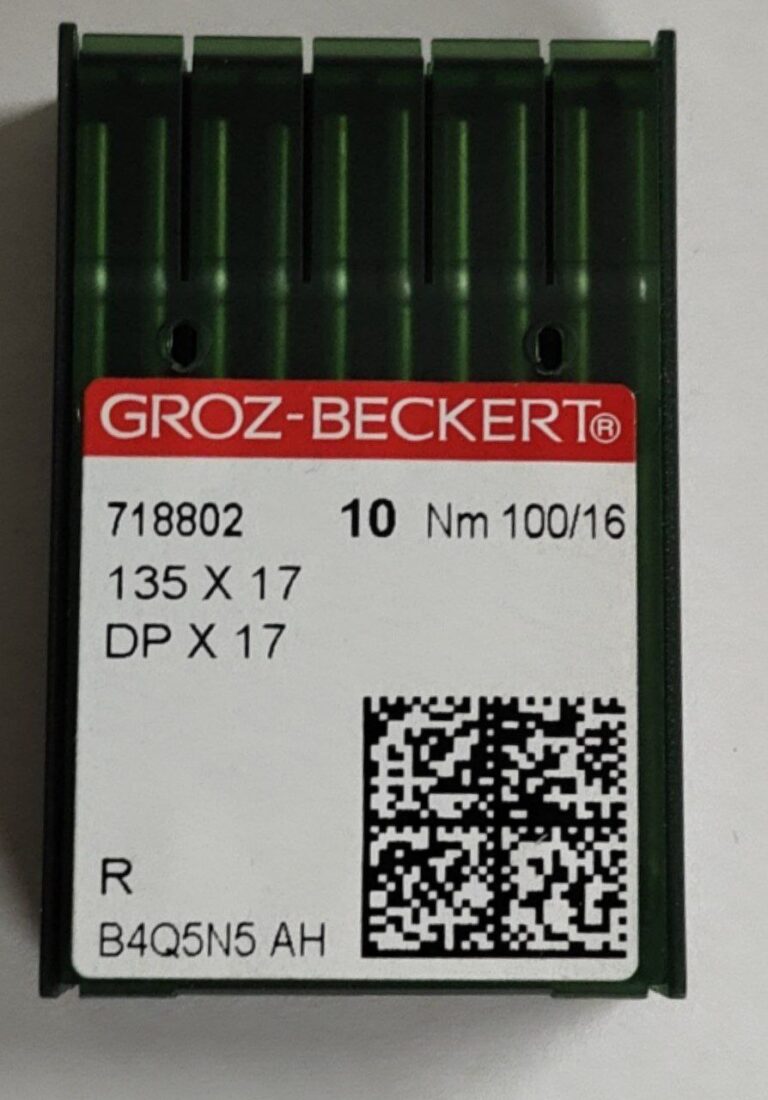 GROZ-BECKERT®
718802 10 Nm 100/16
135 X 17
DP X 17
R
B4Q5N5 AH